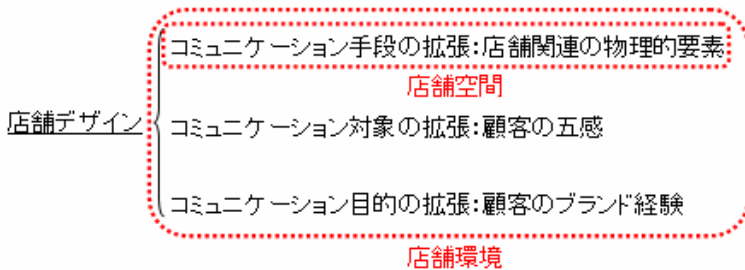 コミュニケーション手段の拡張:店舗関連の物理的要素
店舗空間
店舗デザイン
コミュニケーション対象の拡張:顧客の五感
コミュニケーション目的の拡張:顧客のブランド経験
店舗環境